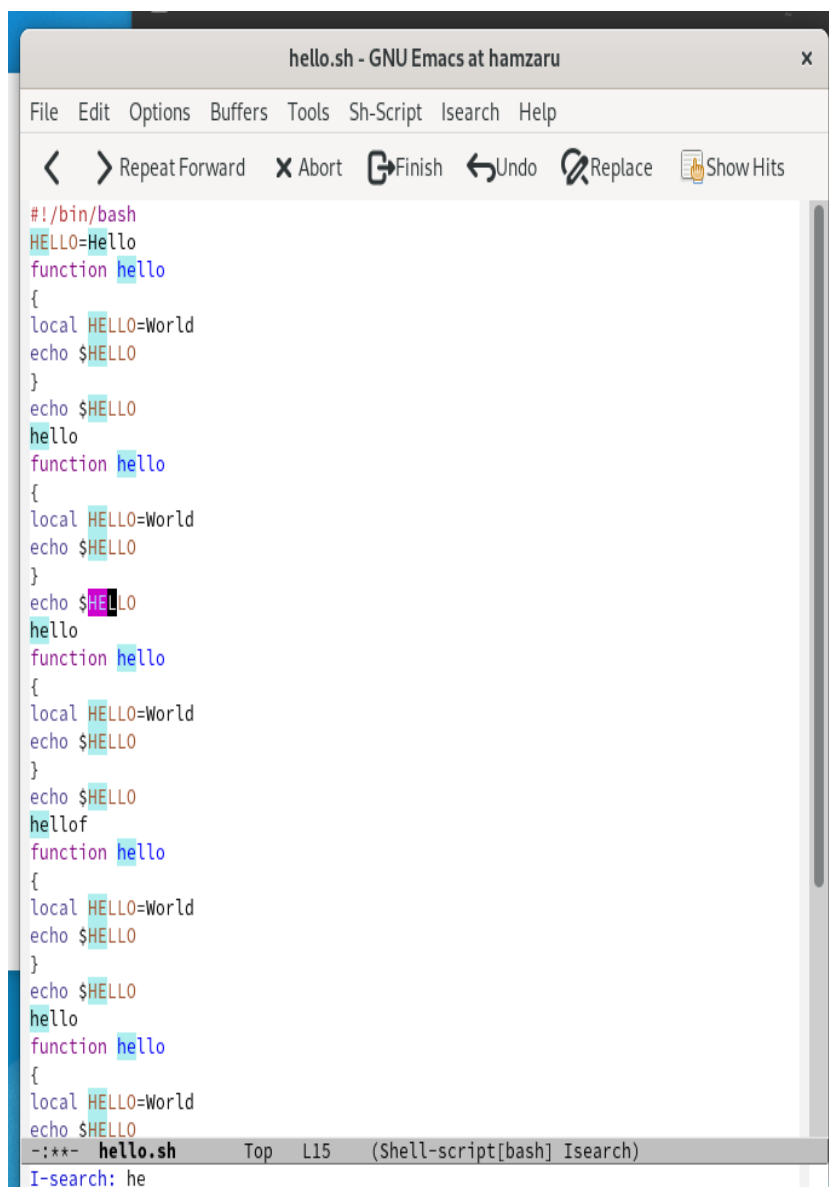 hello.sh - GNU Emacs at hamzaru x
File Edit Options Buffers Tools Sh-Script Isearch Help
Repeat Forward Abort Finish Undo Replace Show Hits
#!/bin/bash
HELLO=Hello
function hello
{
local HELLO=World
echo $HELLO
}
echo $HELLO
hello
function hello
{
local HELLO=World
echo $HELLO
}
echo $HELLO
hello
function hello
{
local HELLO=World
echo $HELLO
}
echo $HELLO
hellof
function hello
{
local HELLO=World
echo $HELLO
}
echo $HELLO
hello
function hello
{
local HELLO=World
echo $HELLO
-:**- hello.sh Top L15 (Shell-script[bash] Isearch)
I-search: he